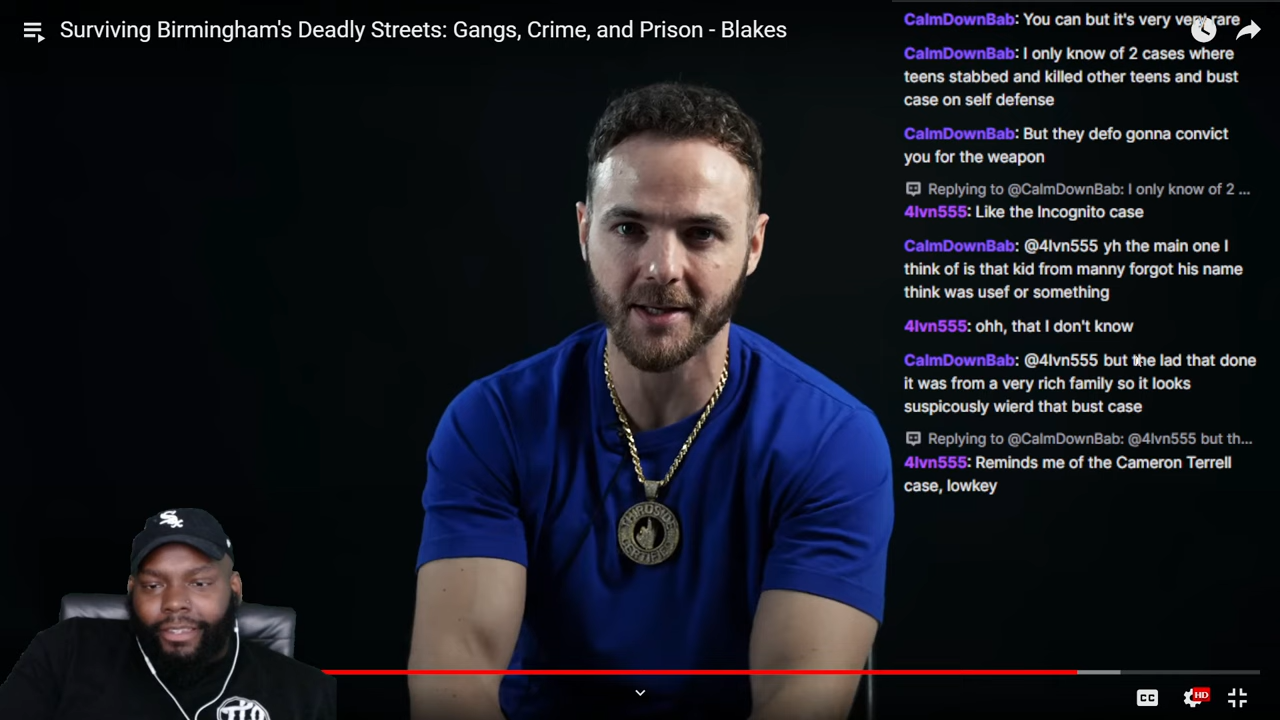 Surviving Birmingham's Deadly Streets: Gangs, Crime, and Prison - Blakes
CalmDownBab: You can but it's very very rare
CalmDownBab: I only know of 2 cases where
teens stabbed and killed other teens and bust
case on self defense
CalmDownBab: But they defo gonna convict
you for the weapon
Replying to @CalmDownBab: I only know of 2 ...
4lvn555: Like the Incognito case
CalmDownBab: @4lvn555 yh the main one I
think of is that kid from manny forgot his name
think was usef or something
4lvn555: ohh, that I don't know
CalmDownBab: @4lvn555 but the lad that done
it was from a very rich family so it looks
suspicously wierd that bust case
Replying to @CalmDownBab: @4lvn555 but th...
4lvn555: Reminds me of the Cameron Terrell
case, lowkey
CC
HD